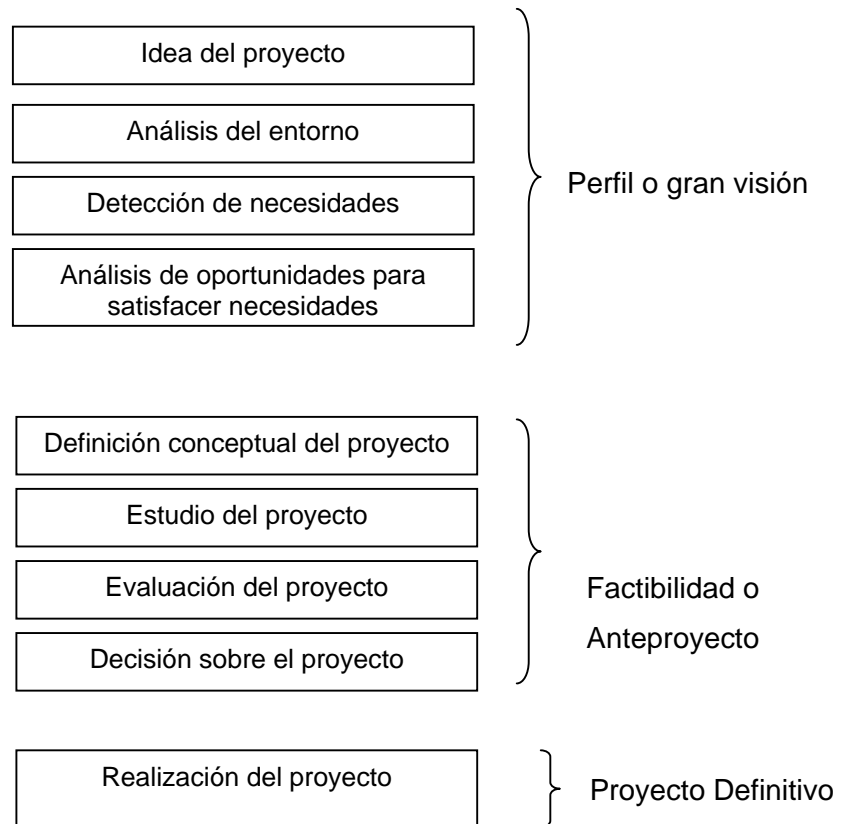 Idea del proyecto
Análisis del entorno
Detección de necesidades
Análisis de oportunidades para
satisfacer necesidades
Perfil o gran visión
Definición conceptual del proyecto
Estudio del proyecto
Evaluación del proyecto
Decisión sobre el proyecto
Factibilidad o
Anteproyecto
Realización del proyecto
Proyecto Definitivo